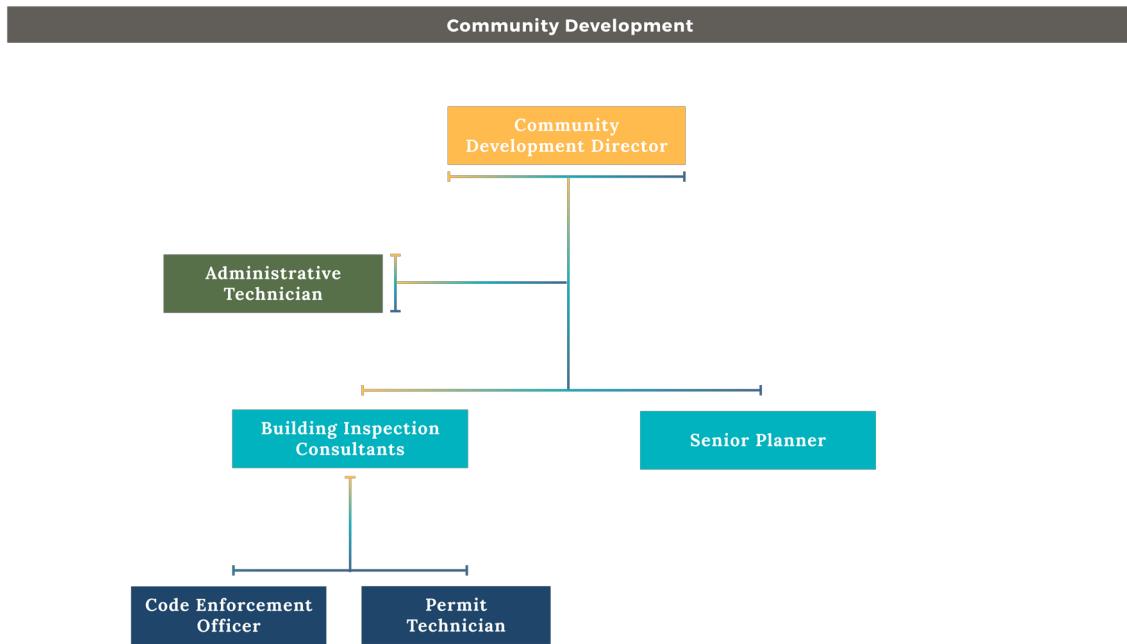 Community Development
Community
Development Director
Administrative
Technician
Building Inspection
Consultants
Senior Planner
Code Enforcement
Officer
Permit
Technician